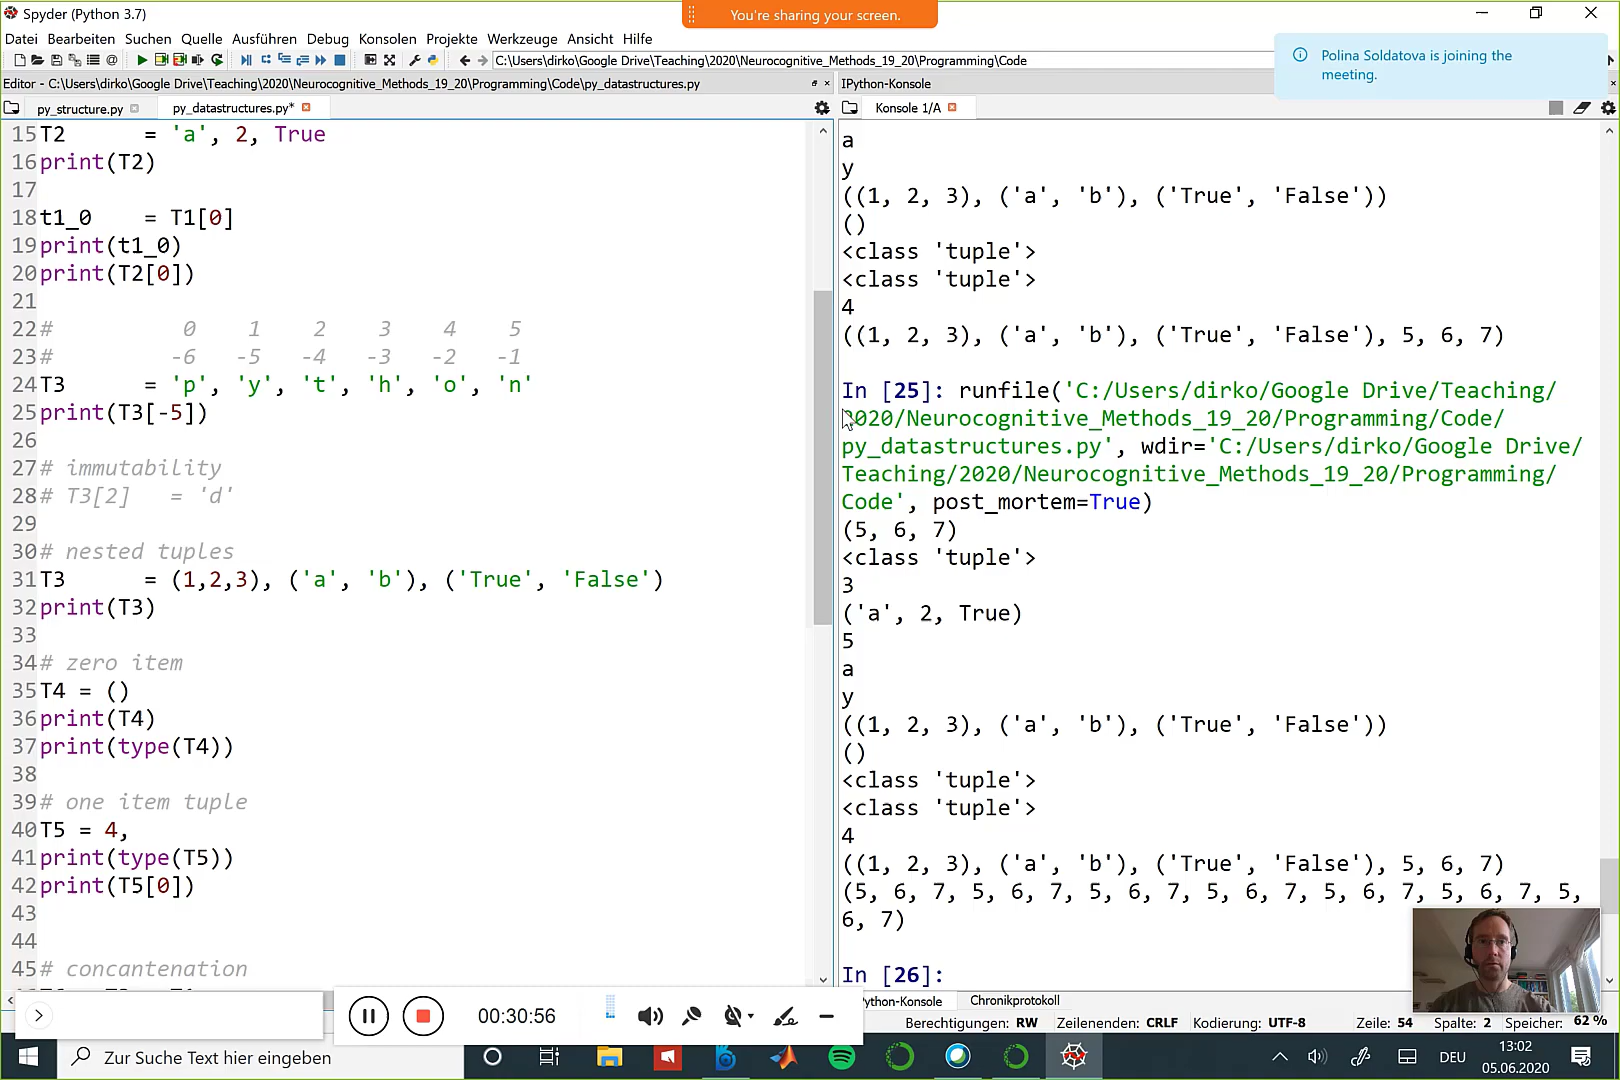 Spyder (Python 3.7)
You're sharing your screen.
Datei Bearbeiten Suchen Quelle Ausführen Debug Konsolen Projekte Werkzeuge Ansicht Hilfe
Polina Soldatova is joining the
meeting.
C:\Users\dirko\Google Drive\Teaching\2020\Neurocognitive_Methods_19_20\Programming\Code
Editor - C:\Users\dirko\Google Drive\Teaching\2020\Neurocognitive_Methods_19_20\Programming\Code\py_datastructures.py
py_structure.py
py_datastructures.py*
15 T2 = 'a', 2, True
16 print(T2)
17
18 t1_0 = T1[0]
19 print(t1_0)
20 print(T2[0])
21
22 # 0 1 2 3 4 5
23 # -6 -5 -4 -3 -2 -1
24 T3 = 'p', 'y', 't', 'h', 'o', 'n'
25 print(T3[-5])
26
27 # immutability
28 # T3[2] = 'd'
29
30 # nested tuples
31 T3 = (1,2,3), ('a', 'b'), ('True', 'False')
32 print(T3)
33
34 # zero item
35 T4 = ()
36 print(T4)
37 print(type(T4))
38
39 # one item tuple
40 T5 = 4,
41 print(type(T5))
42 print(T5[0])
43
44
45 # concantenation
IPython-Konsole
Konsole 1/A
a
y
((1, 2, 3), ('a', 'b'), ('True', 'False'))
()
<class 'tuple'>
<class 'tuple'>
4
((1, 2, 3), ('a', 'b'), ('True', 'False'), 5, 6, 7)
In [25]: runfile('C:/Users/dirko/Google Drive/Teaching/
2020/Neurocognitive_Methods_19_20/Programming/Code/
py_datastructures.py', wdir='C:/Users/dirko/Google Drive/
Teaching/2020/Neurocognitive_Methods_19_20/Programming/
Code', post_mortem=True)
(5, 6, 7)
<class 'tuple'>
3
('a', 2, True)
5
a
y
((1, 2, 3), ('a', 'b'), ('True', 'False'))
()
<class 'tuple'>
<class 'tuple'>
4
((1, 2, 3), ('a', 'b'), ('True', 'False'), 5, 6, 7)
(5, 6, 7, 5, 6, 7, 5, 6, 7, 5, 6, 7, 5, 6, 7, 5, 6, 7, 5,
6, 7)
In [26]:
Python-Konsole Chronikprotokoll
00:30:56
Berechtigungen: RW Zeilenenden: CRLF Kodierung: UTF-8 Zeile: 54 Spalte: 2 Speicher: 62 %
Zur Suche Text hier eingeben
DEU
13:02
05.06.2020